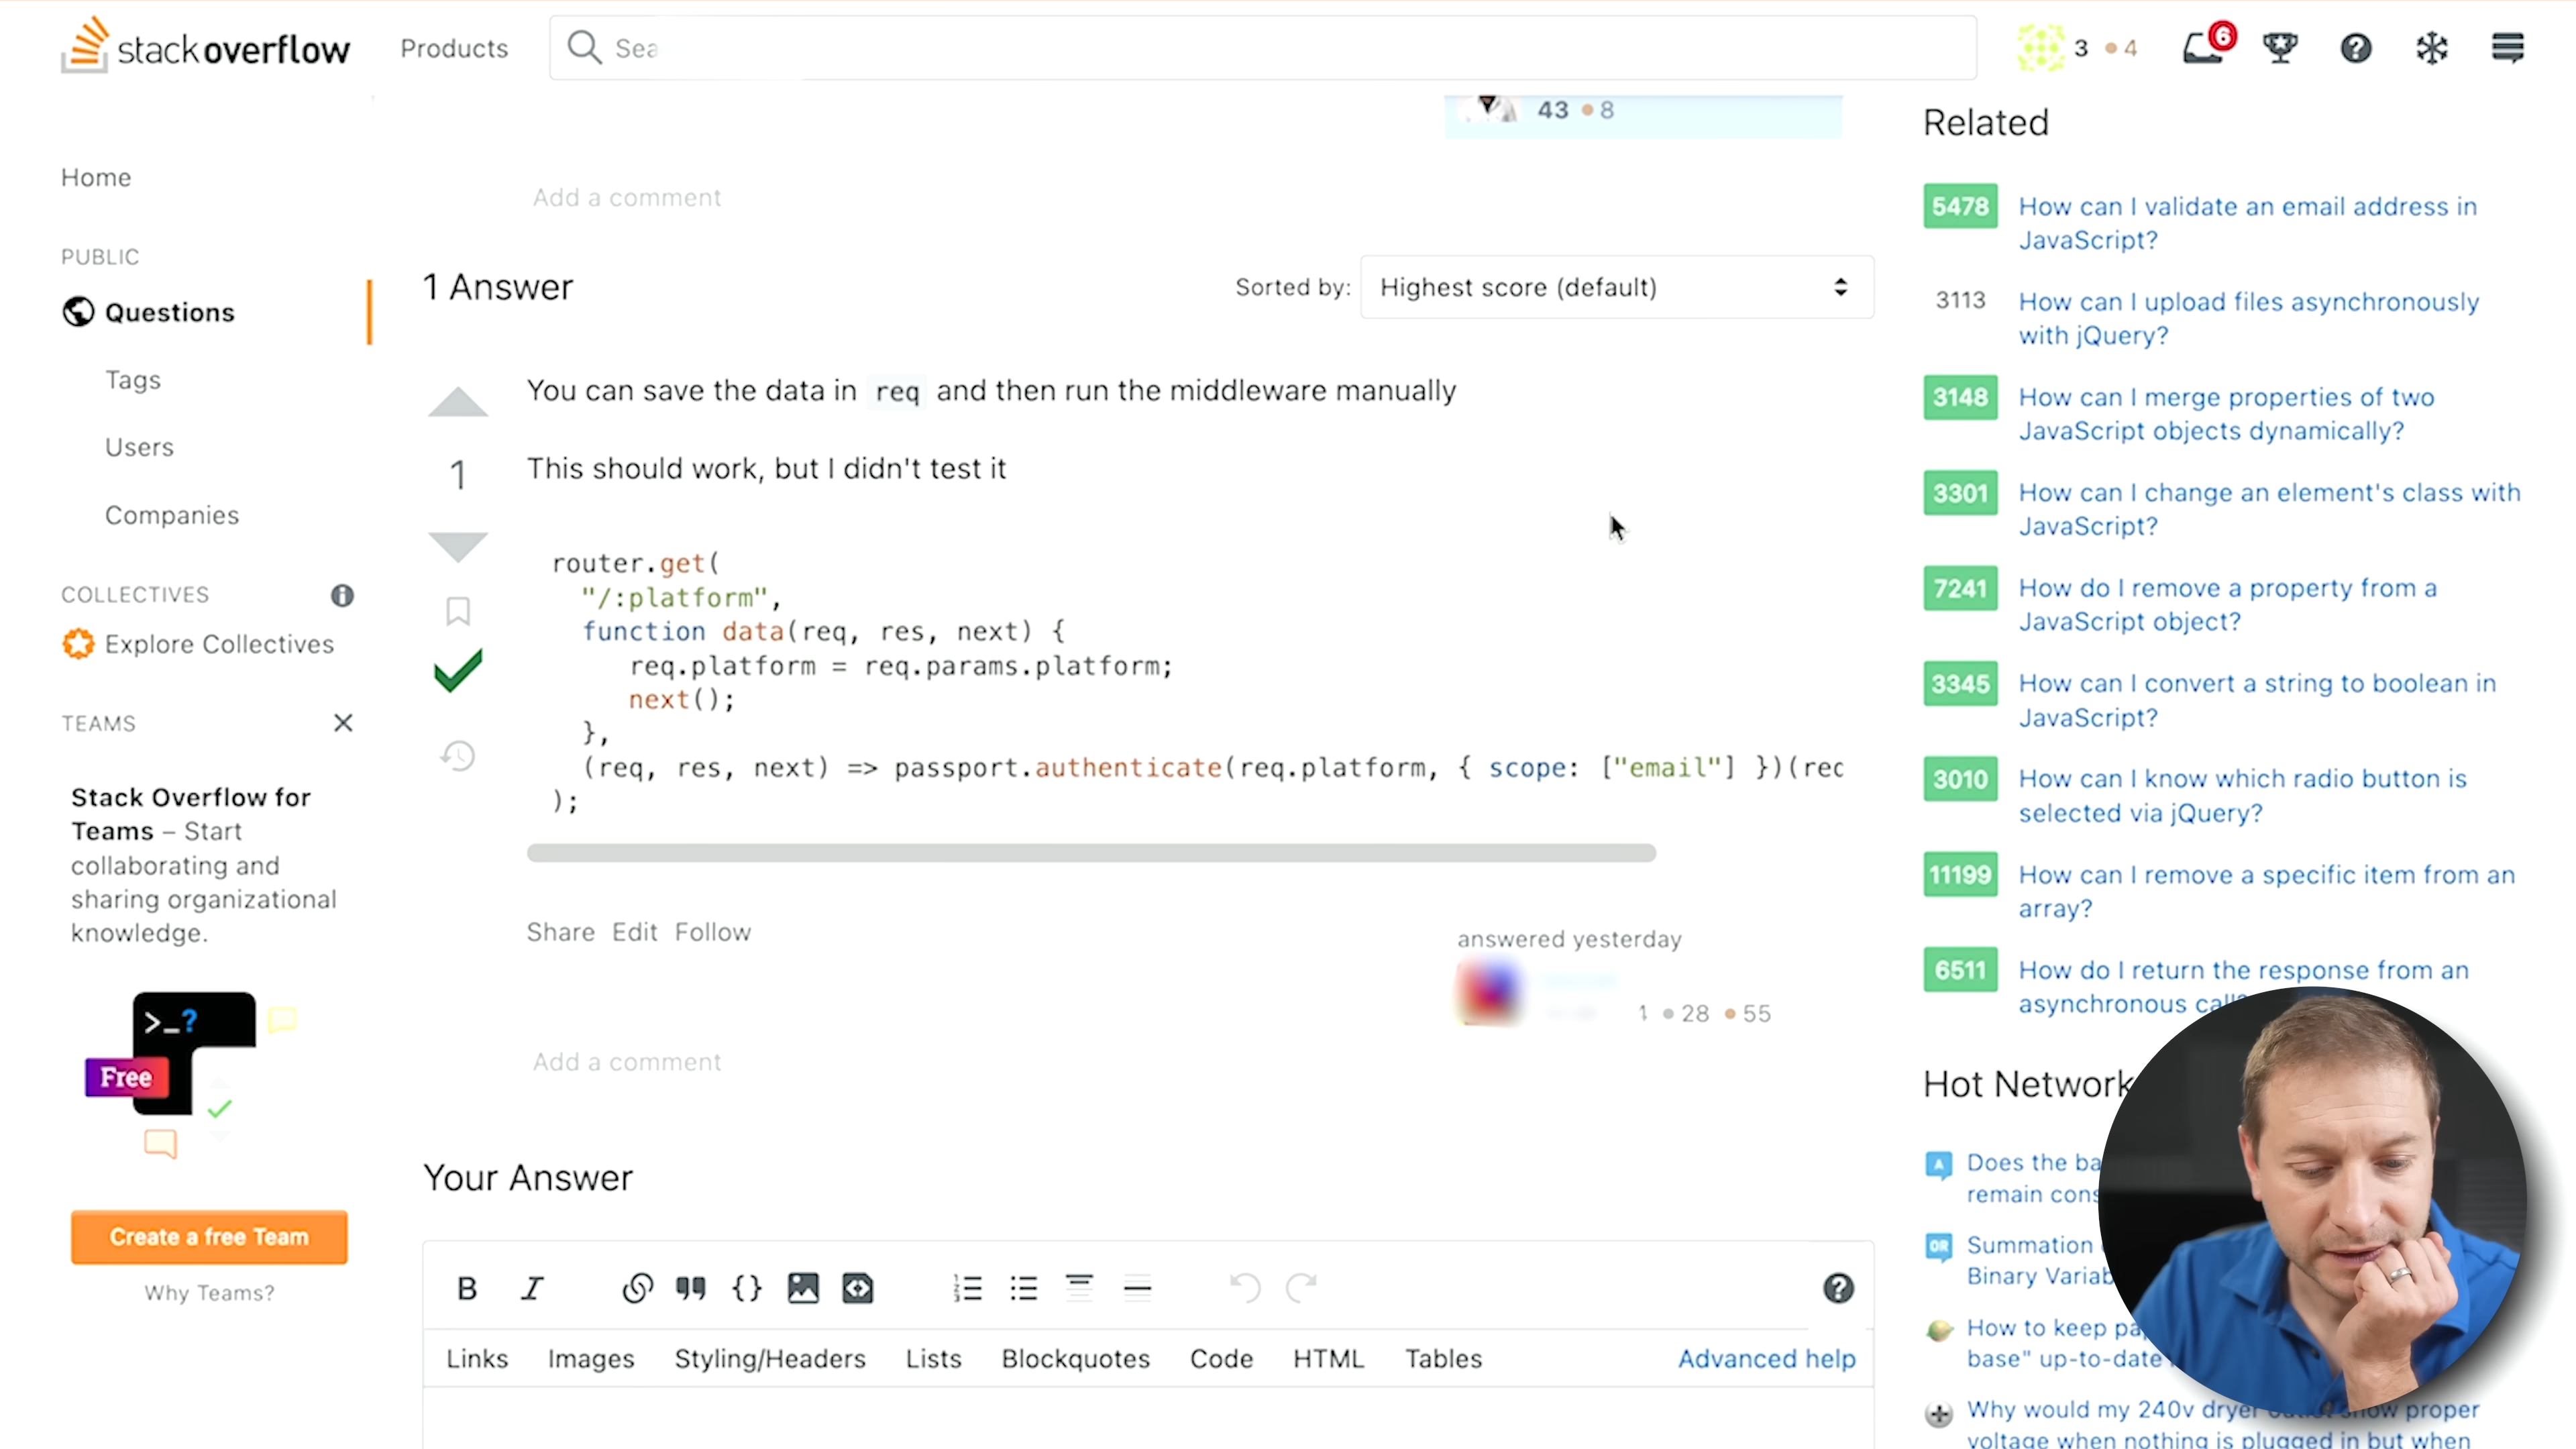 stackoverflow
Products
Sea
3 4
6
43 8
Add a comment
Home
PUBLIC
Questions
Tags
Users
Companies
COLLECTIVES
Explore Collectives
TEAMS
Stack Overflow for
Teams – Start
collaborating and
sharing organizational
knowledge.
>_?
Free
Create a free Team
Why Teams?
1 Answer
Sorted by:
Highest score (default)
1
You can save the data in req and then run the middleware manually
This should work, but I didn't test it
router.get(
"/:platform",
function data(req, res, next) {
req.platform = req.params.platform;
next();
},
(req, res, next) => passport.authenticate(req.platform, { scope: ["email"] })(req
);
Share Edit Follow
answered yesterday
1 28 55
Add a comment
Your Answer
B I
Links Images Styling/Headers Lists Blockquotes Code HTML Tables Advanced help
Related
5478 How can I validate an email address in
JavaScript?
3113 How can I upload files asynchronously
with jQuery?
3148 How can I merge properties of two
JavaScript objects dynamically?
3301 How can I change an element's class with
JavaScript?
7241 How do I remove a property from a
JavaScript object?
3345 How can I convert a string to boolean in
JavaScript?
3010 How can I know which radio button is
selected via jQuery?
11199 How can I remove a specific item from an
array?
6511 How do I return the response from an
asynchronous call?
Hot Network
A Does the ba
remain cons
OR Summation
Binary Variab
How to keep pa
base" up-to-date
Why would my 240v dryer outlet show proper
voltage when nothing is plugged in but when